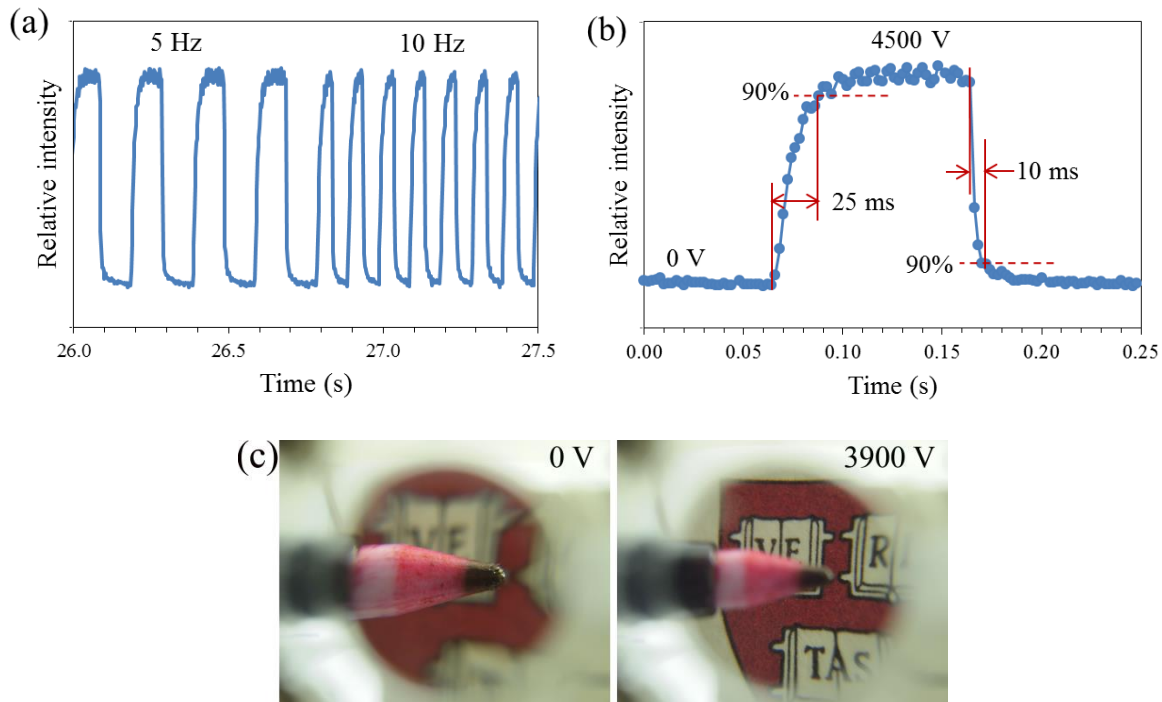 (a)
5 Hz
10 Hz
Relative intensity
26.0
26.5
27.0
27.5
Time (s)
(b)
4500 V
90%
10 ms
25 ms
0 V
90%
Relative intensity
0.00
0.05
0.10
0.15
0.20
0.25
Time (s)
(c)
0 V
3900 V
VE
VE
R
TAS